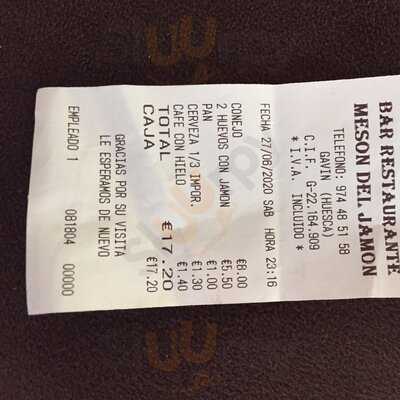 BAR RESTAURANTE
MESON DEL JAMON
TELEFONO: 974 48 51 58
GAVIN (HUESCA)
C.I.F. G-22.164.909
* I.V.A. INCLUIDO *
FECHA 27/06/2020 SAB HORA 23:16
CONEJO €8.00
2 HUEVOS CON JAMON €5.50
PAN €1.00
CERVEZA 1/3 IMPOR. €1.30
CAFE CON HIELO €1.40
TOTAL €17.20
CAJA €17.20
GRACIAS POR SU VISITA
LE ESPERAMOS DE NUEVO
EMPLEADO 1 081804 00000